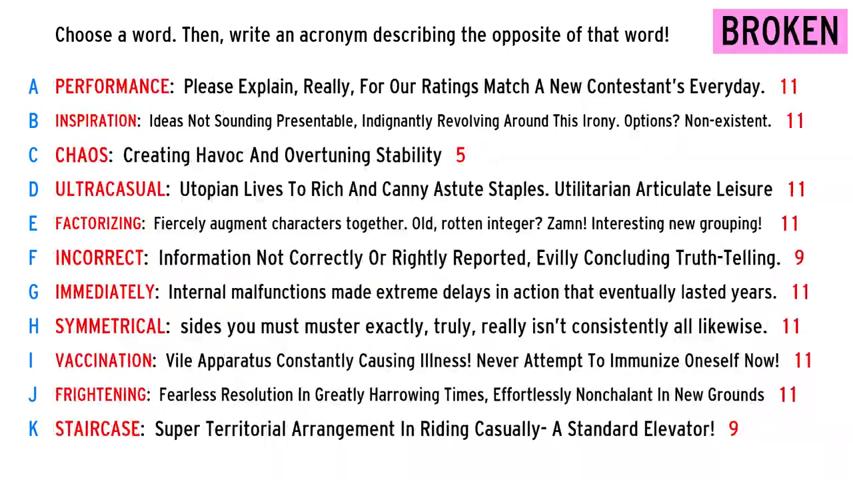 Choose a word. Then, write an acronym describing the opposite of that word!
BROKEN
A PERFORMANCE: Please Explain, Really, For Our Ratings Match A New Contestant's Everyday. 11
B INSPIRATION: Ideas Not Sounding Presentable, Indignantly Revolving Around This Irony. Options? Non-existent. 11
C CHAOS: Creating Havoc And Overtuning Stability 5
D ULTRACASUAL: Utopian Lives To Rich And Canny Astute Staples. Utilitarian Articulate Leisure 11
E FACTORIZING: Fiercely augment characters together. Old, rotten integer? Zamn! Interesting new grouping! 11
F INCORRECT: Information Not Correctly Or Rightly Reported, Evilly Concluding Truth-Telling. 9
G IMMEDIATELY: Internal malfunctions made extreme delays in action that eventually lasted years. 11
H SYMMETRICAL: sides you must muster exactly, truly, really isn't consistently all likewise. 11
I VACCINATION: Vile Apparatus Constantly Causing Illness! Never Attempt To Immunize Oneself Now! 11
J FRIGHTENING: Fearless Resolution In Greatly Harrowing Times, Effortlessly Nonchalant In New Grounds 11
K STAIRCASE: Super Territorial Arrangement In Riding Casually- A Standard Elevator! 9